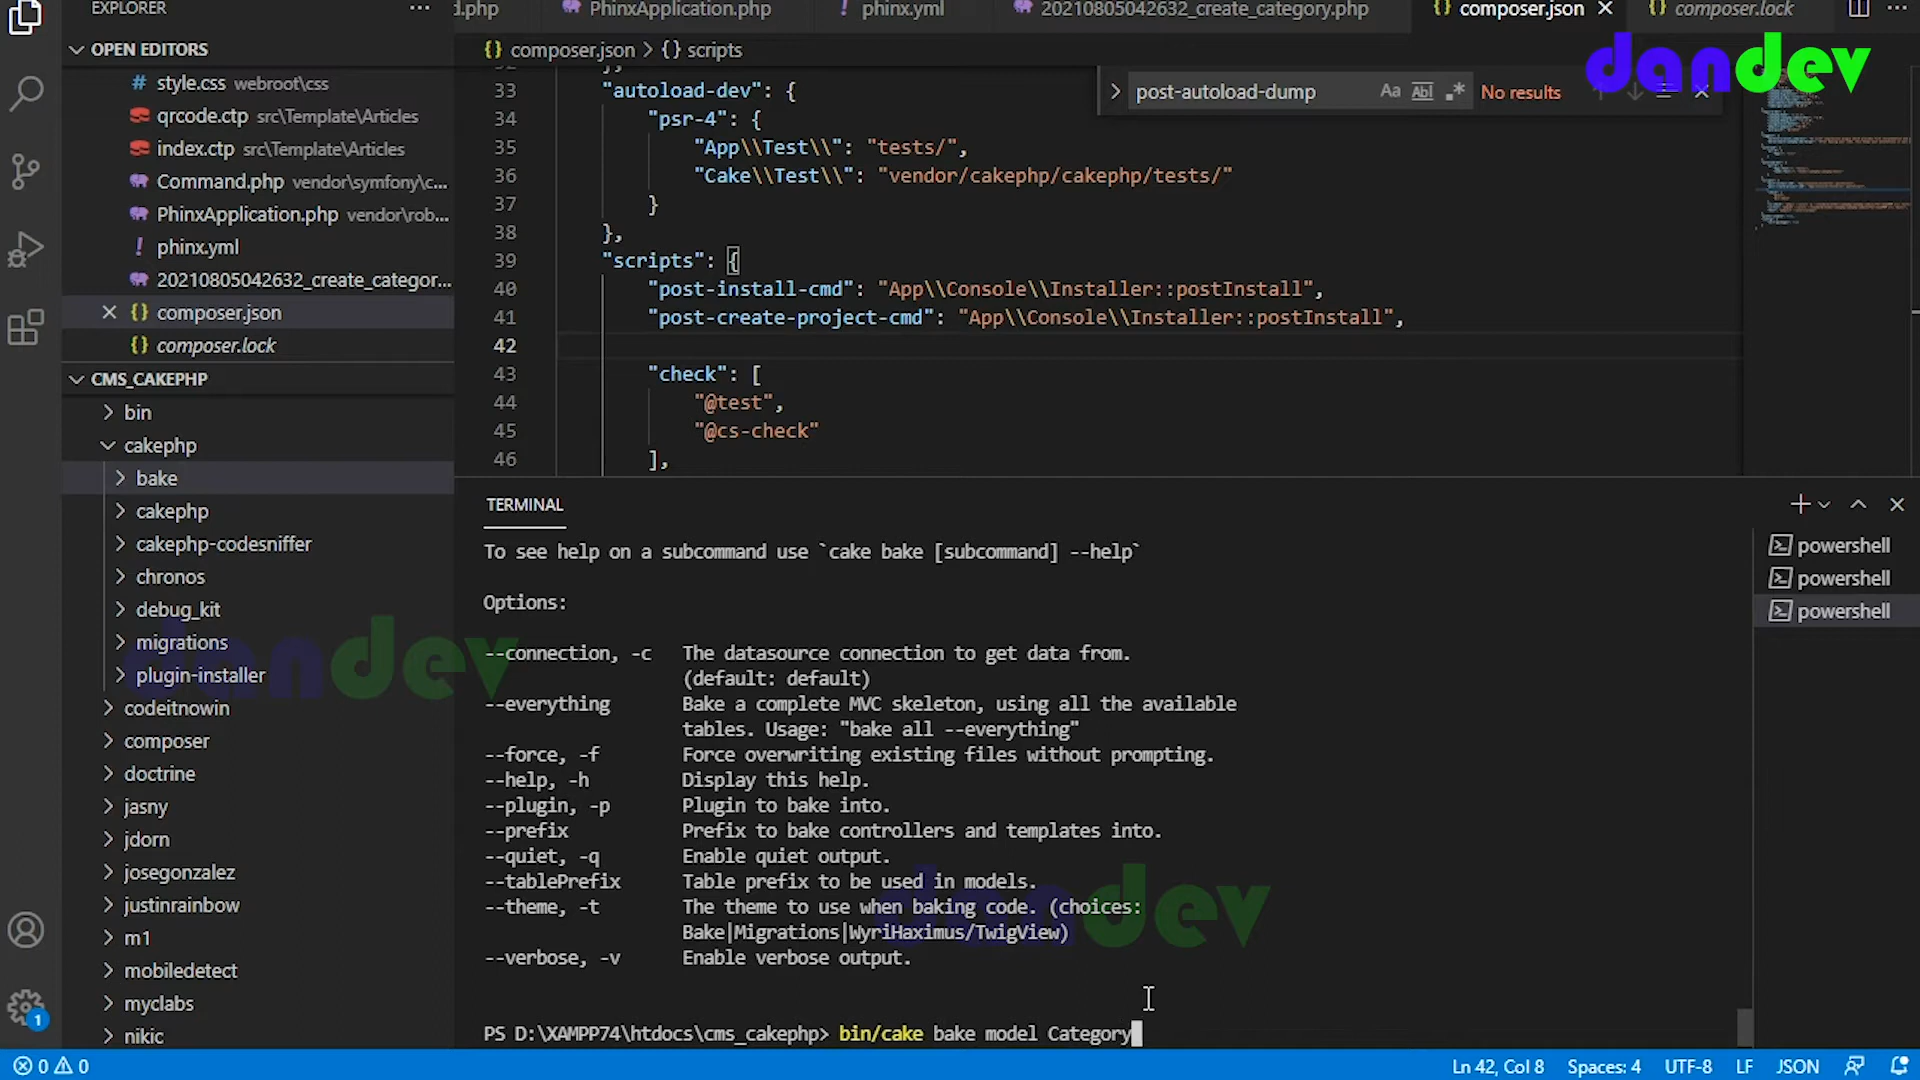 EXPLORER
OPEN EDITORS
style.css webroot\css
qrcode.ctp src\Template\Articles
index.ctp src\Template\Articles
Command.php vendor\symfony\c...
PhinxApplication.php vendor\rob...
phinx.yml
20210805042632_create_categor...
composer.json
composer.lock
CMS_CAKEPHP
bin
cakephp
bake
cakephp
cakephp-codesniffer
chronos
debug_kit
migrations
plugin-installer
codeitnowin
composer
doctrine
jasny
jdorn
josegonzalez
justinrainbow
m1
mobiledetect
myclabs
nikic
d.php PhinxApplication.php ! phinx.yml 20210805042632_create_category.php {} composer.json {} composer.lock
{} composer.json > {} scripts
post-autoload-dump Aa Abl .* No results
dandev
33 "autoload-dev": {
34 "psr-4": {
35 "App\\Test\\": "tests/",
36 "Cake\\Test\\": "vendor/cakephp/cakephp/tests/"
37 }
38 },
39 "scripts": {
40 "post-install-cmd": "App\\Console\\Installer::postInstall",
41 "post-create-project-cmd": "App\\Console\\Installer::postInstall",
42
43 "check": [
44 "@test",
45 "@cs-check"
46 ],
TERMINAL
powershell
powershell
powershell
To see help on a subcommand use `cake bake [subcommand] --help`
Options:
--connection, -c The datasource connection to get data from.
(default: default)
--everything Bake a complete MVC skeleton, using all the available
tables. Usage: "bake all --everything"
--force, -f Force overwriting existing files without prompting.
--help, -h Display this help.
--plugin, -p Plugin to bake into.
--prefix Prefix to bake controllers and templates into.
--quiet, -q Enable quiet output.
--tablePrefix Table prefix to be used in models.
--theme, -t The theme to use when baking code. (choices:
Bake|Migrations|WyriHaximus/TwigView)
--verbose, -v Enable verbose output.
PS D:\XAMPP74\htdocs\cms_cakephp> bin/cake bake model Category
dandev
dandev
1
0 0 Ln 42, Col 8 Spaces: 4 UTF-8 LF JSON